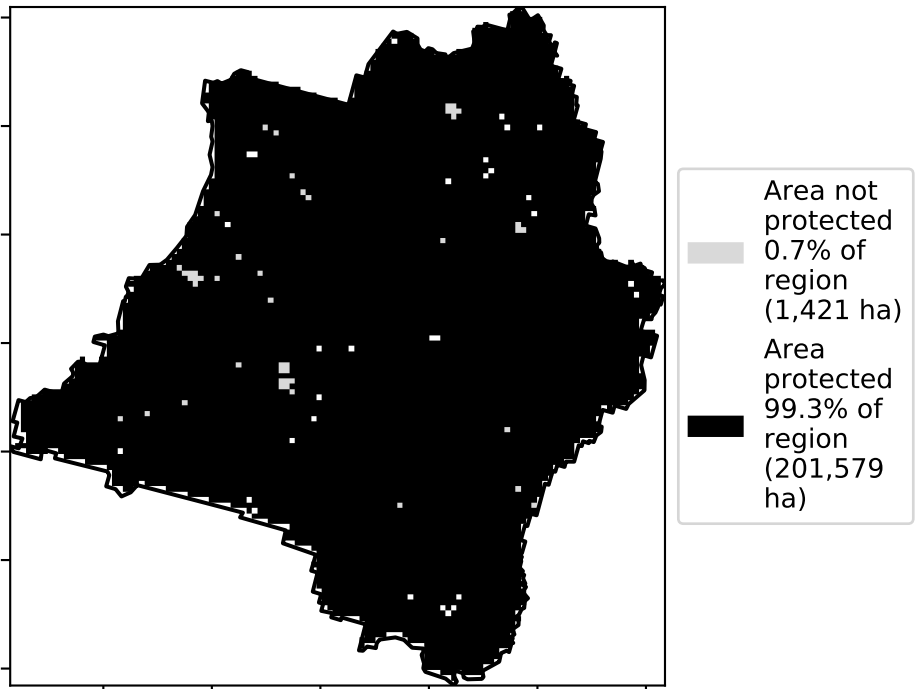 Area not
protected
0.7% of
region
(1,421 ha)
Area
protected
99.3% of
region
(201,579
ha)